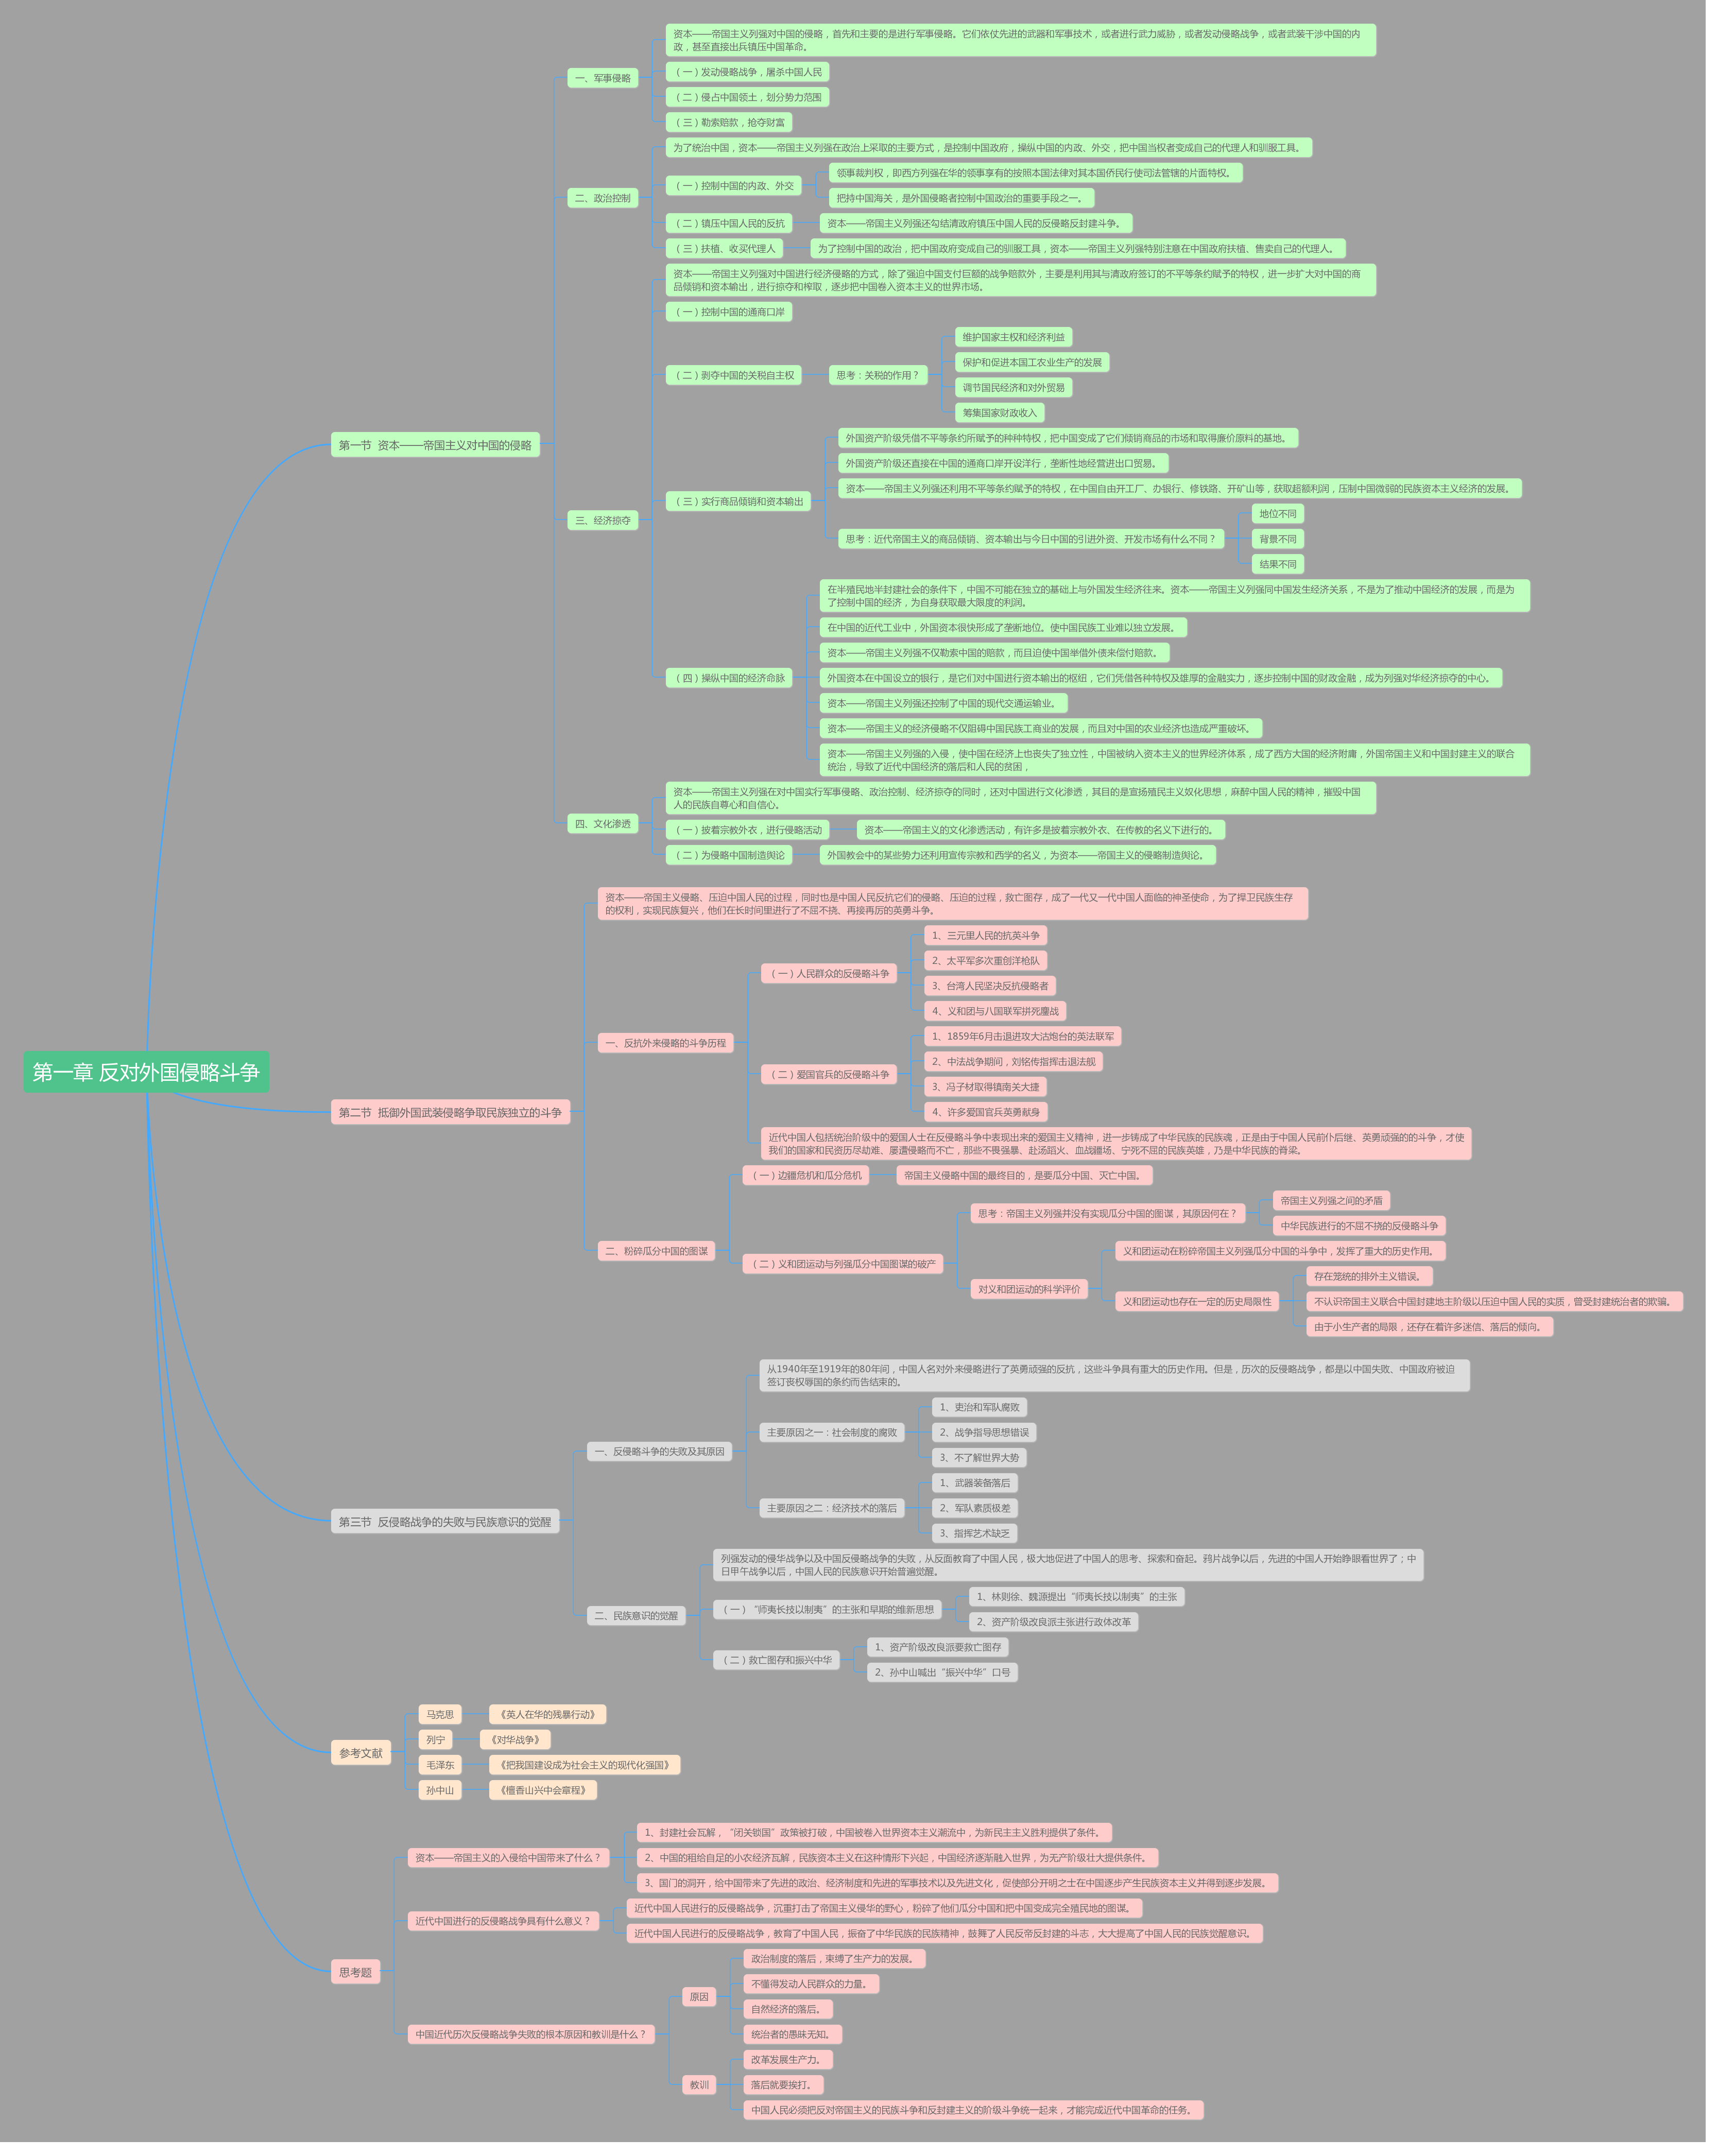 第一章 反对外国侵略斗争
第一节 资本——帝国主义对中国的侵略
一、军事侵略
资本——帝国主义列强对中国的侵略，首先和主要的是进行军事侵略。它们依仗先进的武器和军事技术，或者进行武力威胁，或者发动侵略战争，或者武装干涉中国的内
政，甚至直接出兵镇压中国革命。
（一）发动侵略战争，屠杀中国人民
（二）侵占中国领土，划分势力范围
（三）勒索赔款，抢夺财富
二、政治控制
为了统治中国，资本——帝国主义列强在政治上采取的主要方式，是控制中国政府，操纵中国的内政、外交，把中国当权者变成自己的代理人和驯服工具。
（一）控制中国的内政、外交
领事裁判权，即西方列强在华的领事享有的按照本国法律对其本国侨民行使司法管辖的片面特权。
把持中国海关，是外国侵略者控制中国政治的重要手段之一。
（二）镇压中国人民的反抗
资本——帝国主义列强还勾结清政府镇压中国人民的反侵略反封建斗争。
（三）扶植、收买代理人
为了控制中国的政治，把中国政府变成自己的驯服工具，资本——帝国主义列强特别注意在中国政府扶植、售卖自己的代理人。
三、经济掠夺
资本——帝国主义列强对中国进行经济侵略的方式，除了强迫中国支付巨额的战争赔款外，主要是利用其与清政府签订的不平等条约赋予的特权，进一步扩大对中国的商
品倾销和资本输出，进行掠夺和榨取，逐步把中国卷入资本主义的世界市场。
（一）控制中国的通商口岸
（二）剥夺中国的关税自主权
思考：关税的作用？
维护国家主权和经济利益
保护和促进本国工农业生产的发展
调节国民经济和对外贸易
筹集国家财政收入
（三）实行商品倾销和资本输出
外国资产阶级凭借不平等条约所赋予的种种特权，把中国变成了它们倾销商品的市场和取得廉价原料的基地。
外国资产阶级还直接在中国的通商口岸开设洋行，垄断性地经营进出口贸易。
资本——帝国主义列强还利用不平等条约赋予的特权，在中国自由开工厂、办银行、修铁路、开矿山等，获取超额利润，压制中国微弱的民族资本主义经济的发展。
思考：近代帝国主义的商品倾销、资本输出与今日中国的引进外资、开发市场有什么不同？
地位不同
背景不同
结果不同
（四）操纵中国的经济命脉
在半殖民地半封建社会的条件下，中国不可能在独立的基础上与外国发生经济往来。资本——帝国主义列强同中国发生经济关系，不是为了推动中国经济的发展，而是为
了控制中国的经济，为自身获取最大限度的利润。
在中国的近代工业中，外国资本很快形成了垄断地位。使中国民族工业难以独立发展。
资本——帝国主义列强不仅勒索中国的赔款，而且迫使中国举借外债来偿付赔款。
外国资本在中国设立的银行，是它们对中国进行资本输出的枢纽，它们凭借各种特权及雄厚的金融实力，逐步控制中国的财政金融，成为列强对华经济掠夺的中心。
资本——帝国主义列强还控制了中国的现代交通运输业。
资本——帝国主义的经济侵略不仅阻碍中国民族工商业的发展，而且对中国的农业经济也造成严重破坏。
资本——帝国主义列强的入侵，使中国在经济上也丧失了独立性，中国被纳入资本主义的世界经济体系，成了西方大国的经济附庸，外国帝国主义和中国封建主义的联合
统治，导致了近代中国经济的落后和人民的贫困，
四、文化渗透
资本——帝国主义列强在对中国实行军事侵略、政治控制、经济掠夺的同时，还对中国进行文化渗透，其目的是宣扬殖民主义奴化思想，麻醉中国人民的精神，摧毁中国
人的民族自尊心和自信心。
（一）披着宗教外衣，进行侵略活动
资本——帝国主义的文化渗透活动，有许多是披着宗教外衣、在传教的名义下进行的。
（二）为侵略中国制造舆论
外国教会中的某些势力还利用宣传宗教和西学的名义，为资本——帝国主义的侵略制造舆论。
第二节 抵御外国武装侵略争取民族独立的斗争
资本——帝国主义侵略、压迫中国人民的过程，同时也是中国人民反抗它们的侵略、压迫的过程，救亡图存，成了一代又一代中国人面临的神圣使命，为了捍卫民族生存
的权利，实现民族复兴，他们在长时间里进行了不屈不挠、再接再厉的英勇斗争。
一、反抗外来侵略的斗争历程
（一）人民群众的反侵略斗争
1、三元里人民的抗英斗争
2、太平军多次重创洋枪队
3、台湾人民坚决反抗侵略者
4、义和团与八国联军拼死鏖战
（二）爱国官兵的反侵略斗争
1、1859年6月击退进攻大沽炮台的英法联军
2、中法战争期间，刘铭传指挥击退法舰
3、冯子材取得镇南关大捷
4、许多爱国官兵英勇献身
近代中国人包括统治阶级中的爱国人士在反侵略斗争中表现出来的爱国主义精神，进一步铸成了中华民族的民族魂，正是由于中国人民前仆后继、英勇顽强的的斗争，才使
我们的国家和民资历尽劫难、屡遭侵略而不亡，那些不畏强暴、赴汤蹈火、血战疆场、宁死不屈的民族英雄，乃是中华民族的脊梁。
二、粉碎瓜分中国的图谋
（一）边疆危机和瓜分危机
帝国主义侵略中国的最终目的，是要瓜分中国、灭亡中国。
（二）义和团运动与列强瓜分中国图谋的破产
思考：帝国主义列强并没有实现瓜分中国的图谋，其原因何在？
帝国主义列强之间的矛盾
中华民族进行的不屈不挠的反侵略斗争
对义和团运动的科学评价
义和团运动在粉碎帝国主义列强瓜分中国的斗争中，发挥了重大的历史作用。
义和团运动也存在一定的历史局限性
存在笼统的排外主义错误。
不认识帝国主义联合中国封建地主阶级以压迫中国人民的实质，曾受封建统治者的欺骗。
由于小生产者的局限，还存在着许多迷信、落后的倾向。
第三节 反侵略战争的失败与民族意识的觉醒
一、反侵略斗争的失败及其原因
从1940年至1919年的80年间，中国人名对外来侵略进行了英勇顽强的反抗，这些斗争具有重大的历史作用。但是，历次的反侵略战争，都是以中国失败、中国政府被迫
签订丧权辱国的条约而告结束的。
主要原因之一：社会制度的腐败
1、吏治和军队腐败
2、战争指导思想错误
3、不了解世界大势
主要原因之二：经济技术的落后
1、武器装备落后
2、军队素质极差
3、指挥艺术缺乏
二、民族意识的觉醒
列强发动的侵华战争以及中国反侵略战争的失败，从反面教育了中国人民，极大地促进了中国人的思考、探索和奋起。鸦片战争以后，先进的中国人开始睁眼看世界了；中
日甲午战争以后，中国人民的民族意识开始普遍觉醒。
（一）“师夷长技以制夷”的主张和早期的维新思想
1、林则徐、魏源提出“师夷长技以制夷”的主张
2、资产阶级改良派主张进行政体改革
（二）救亡图存和振兴中华
1、资产阶级改良派要救亡图存
2、孙中山喊出“振兴中华”口号
参考文献
马克思
《英人在华的残暴行动》
列宁
《对华战争》
毛泽东
《把我国建设成为社会主义的现代化强国》
孙中山
《檀香山兴中会章程》
思考题
资本——帝国主义的入侵给中国带来了什么？
1、封建社会瓦解，“闭关锁国”政策被打破，中国被卷入世界资本主义潮流中，为新民主主义胜利提供了条件。
2、中国的租给自足的小农经济瓦解，民族资本主义在这种情形下兴起，中国经济逐渐融入世界，为无产阶级壮大提供条件。
3、国门的洞开，给中国带来了先进的政治、经济制度和先进的军事技术以及先进文化，促使部分开明之士在中国逐步产生民族资本主义并得到逐步发展。
近代中国进行的反侵略战争具有什么意义？
近代中国人民进行的反侵略战争，沉重打击了帝国主义侵华的野心，粉碎了他们瓜分中国和把中国变成完全殖民地的图谋。
近代中国人民进行的反侵略战争，教育了中国人民，振奋了中华民族的民族精神，鼓舞了人民反帝反封建的斗志，大大提高了中国人民的民族觉醒意识。
中国近代历次反侵略战争失败的根本原因和教训是什么？
原因
政治制度的落后，束缚了生产力的发展。
不懂得发动人民群众的力量。
自然经济的落后。
统治者的愚昧无知。
教训
改革发展生产力。
落后就要挨打。
中国人民必须把反对帝国主义的民族斗争和反封建主义的阶级斗争统一起来，才能完成近代中国革命的任务。